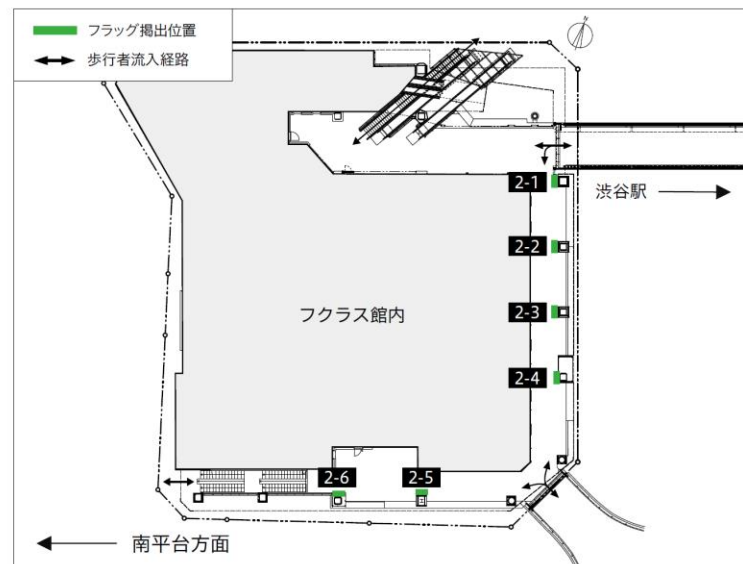 フラッグ掲出位置
歩行者流入経路
N
2-1
渋谷駅
2-2
2-3
フクラス館内
2-4
2-6
2-5
南平台方面